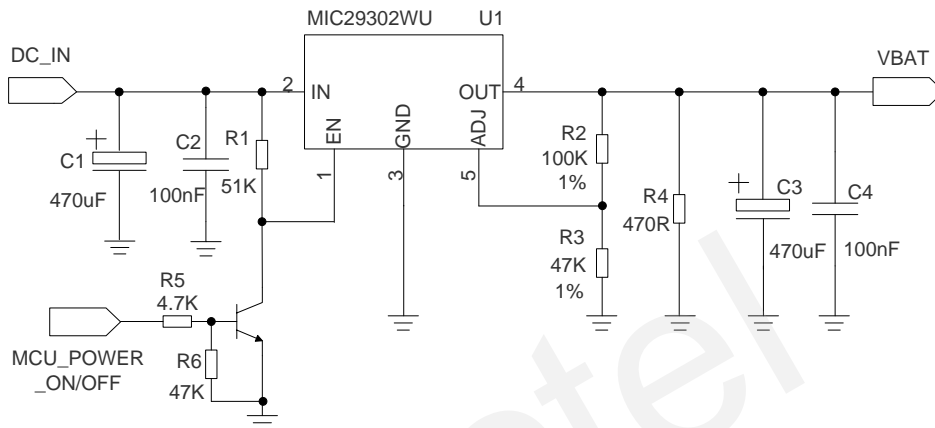 MIC29302WU U1
DC_IN
VBAT
2
IN
OUT
4
EN
GND
ADJ
1
3
5
C1
470uF
C2
100nF
R1
51K
R2
100K
1%
R3
47K
1%
R4
470R
C3
470uF
C4
100nF
R5
4.7K
MCU_POWER
_ON/OFF
R6
47K